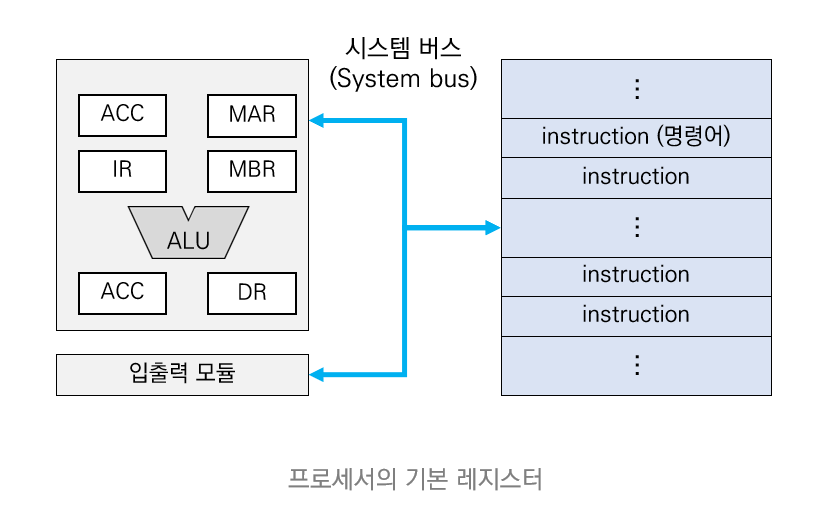 시스템 버스
(System bus)
ACC
MAR
IR
MBR
ALU
ACC
DR
입출력 모듈
⋮
instruction (명령어)
instruction
⋮
instruction
instruction
⋮
프로세서의 기본 레지스터